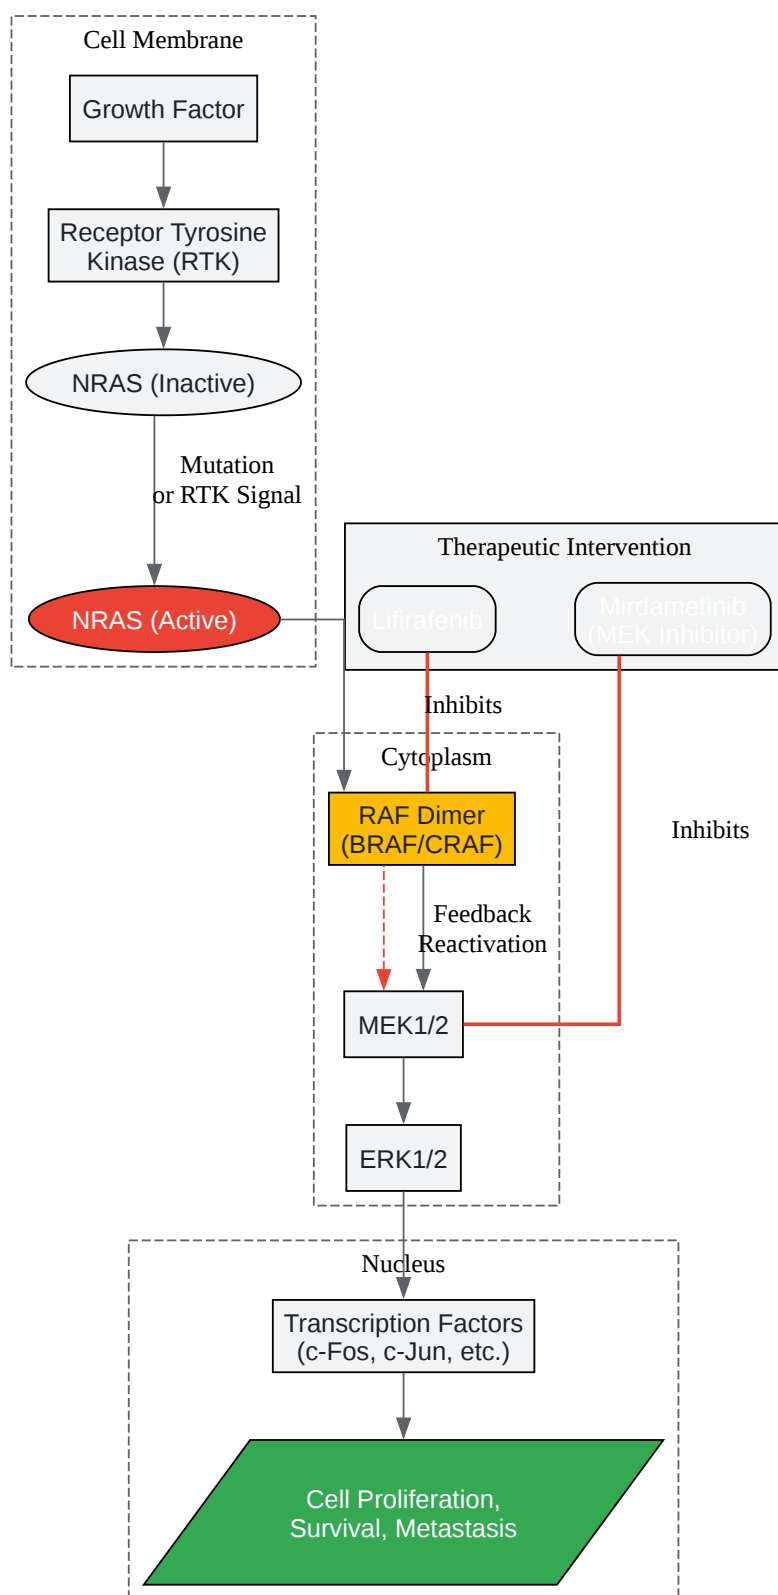 Cell Membrane
Growth Factor
Receptor Tyrosine
Kinase (RTK)
NRAS (Inactive)
Mutation
or RTK Signal
NRAS (Active)
Therapeutic Intervention
Lifirafenib
Mirdametinib
(MEK Inhibitor)
Inhibits
Cytoplasm
RAF Dimer
(BRAF/CRAF)
Inhibits
Feedback
Reactivation
MEK1/2
ERK1/2
Nucleus
Transcription Factors
(c-Fos, c-Jun, etc.)
Cell Proliferation,
Survival, Metastasis